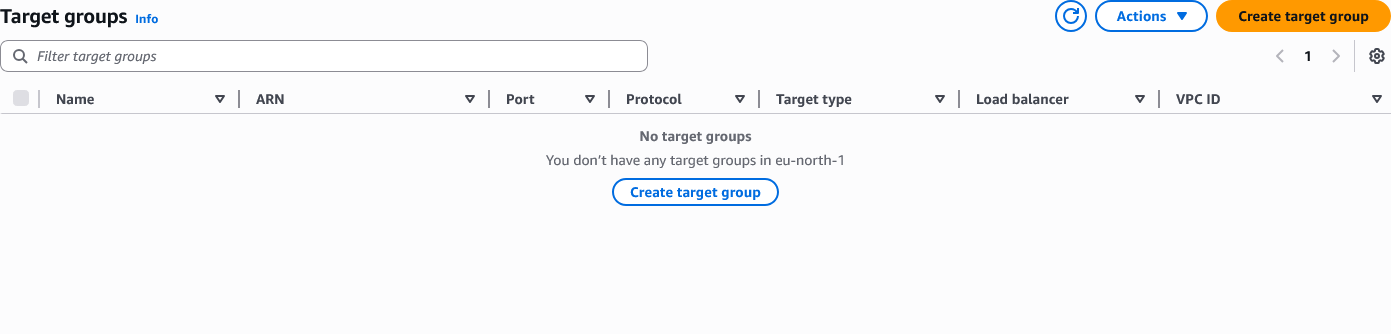 Target groups Info Actions Create target group
Filter target groups 1
Name ARN Port Protocol Target type Load balancer VPC ID
No target groups
You don’t have any target groups in eu-north-1
Create target group